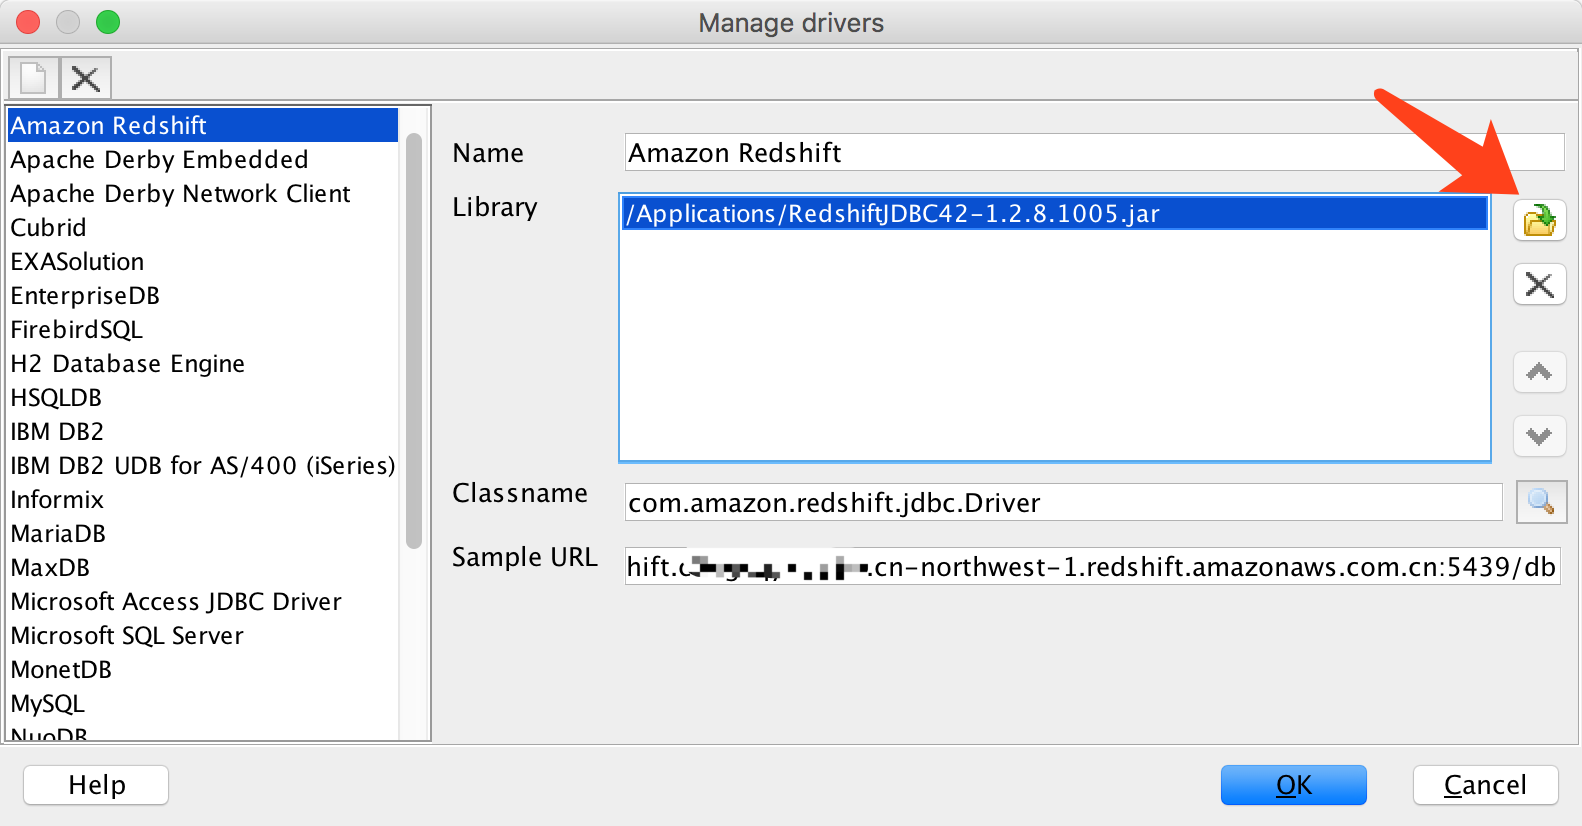 Manage drivers
Amazon Redshift
Apache Derby Embedded
Apache Derby Network Client
Cubrid
EXASolution
EnterpriseDB
FirebirdSQL
H2 Database Engine
HSQLDB
IBM DB2
IBM DB2 UDB for AS/400 (iSeries)
Informix
MariaDB
MaxDB
Microsoft Access JDBC Driver
Microsoft SQL Server
MonetDB
MySQL
NuoDB
Name
Amazon Redshift
Library
/Applications/RedshiftJDBC42-1.2.8.1005.jar
Classname
com.amazon.redshift.jdbc.Driver
Sample URL
hift.c .cn-northwest-1.redshift.amazonaws.com.cn:5439/db
Help
OK
Cancel